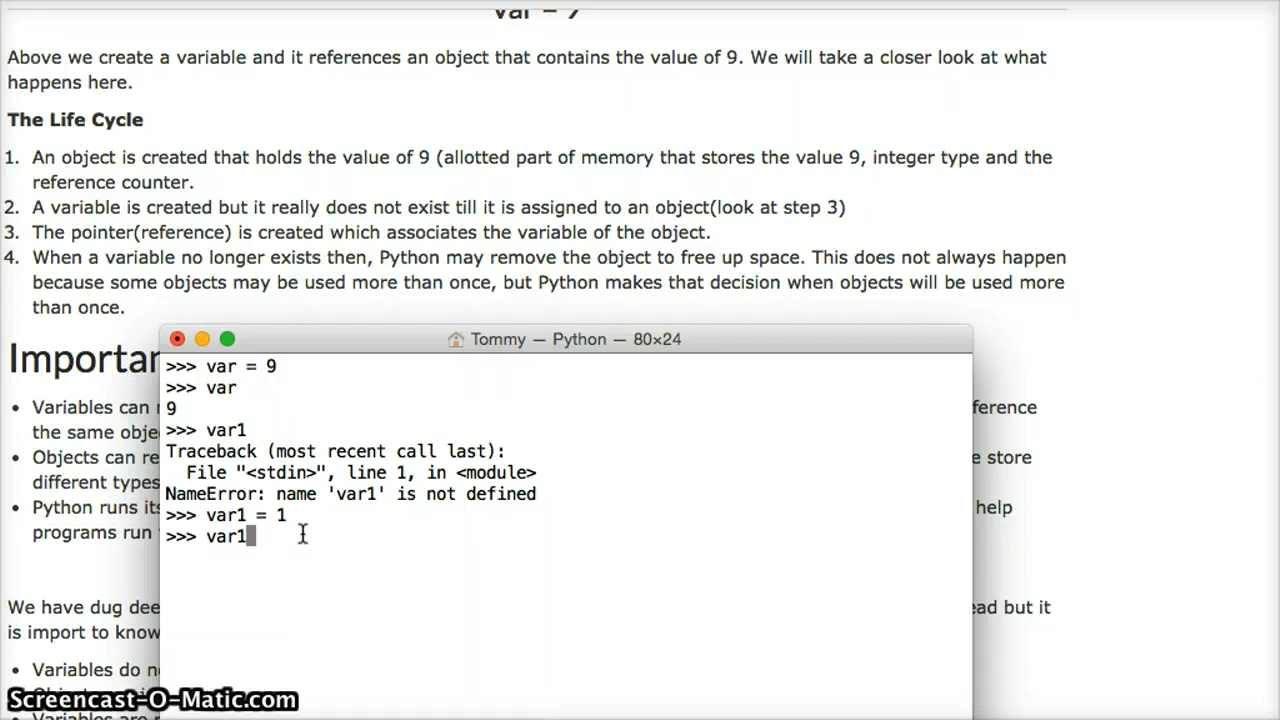 var = 9
Above we create a variable and it references an object that contains the value of 9. We will take a closer look at what
happens here.
The Life Cycle
1. An object is created that holds the value of 9 (allotted part of memory that stores the value 9, integer type and the
reference counter.
2. A variable is created but it really does not exist till it is assigned to an object(look at step 3)
3. The pointer(reference) is created which associates the variable of the object.
4. When a variable no longer exists then, Python may remove the object to free up space. This does not always happen
because some objects may be used more than once, but Python makes that decision when objects will be used more
than once.
Tommy — Python — 80×24
>>> var = 9
>>> var
9
>>> var1
Traceback (most recent call last):
File "<stdin>", line 1, in <module>
NameError: name 'var1' is not defined
>>> var1 = 1
>>> var1
• Variables can
the same
• Objects can store
different types
• Python runs help
programs run
We have dug but it
is import to know
• Variables do
Screencast-O-Matic.com